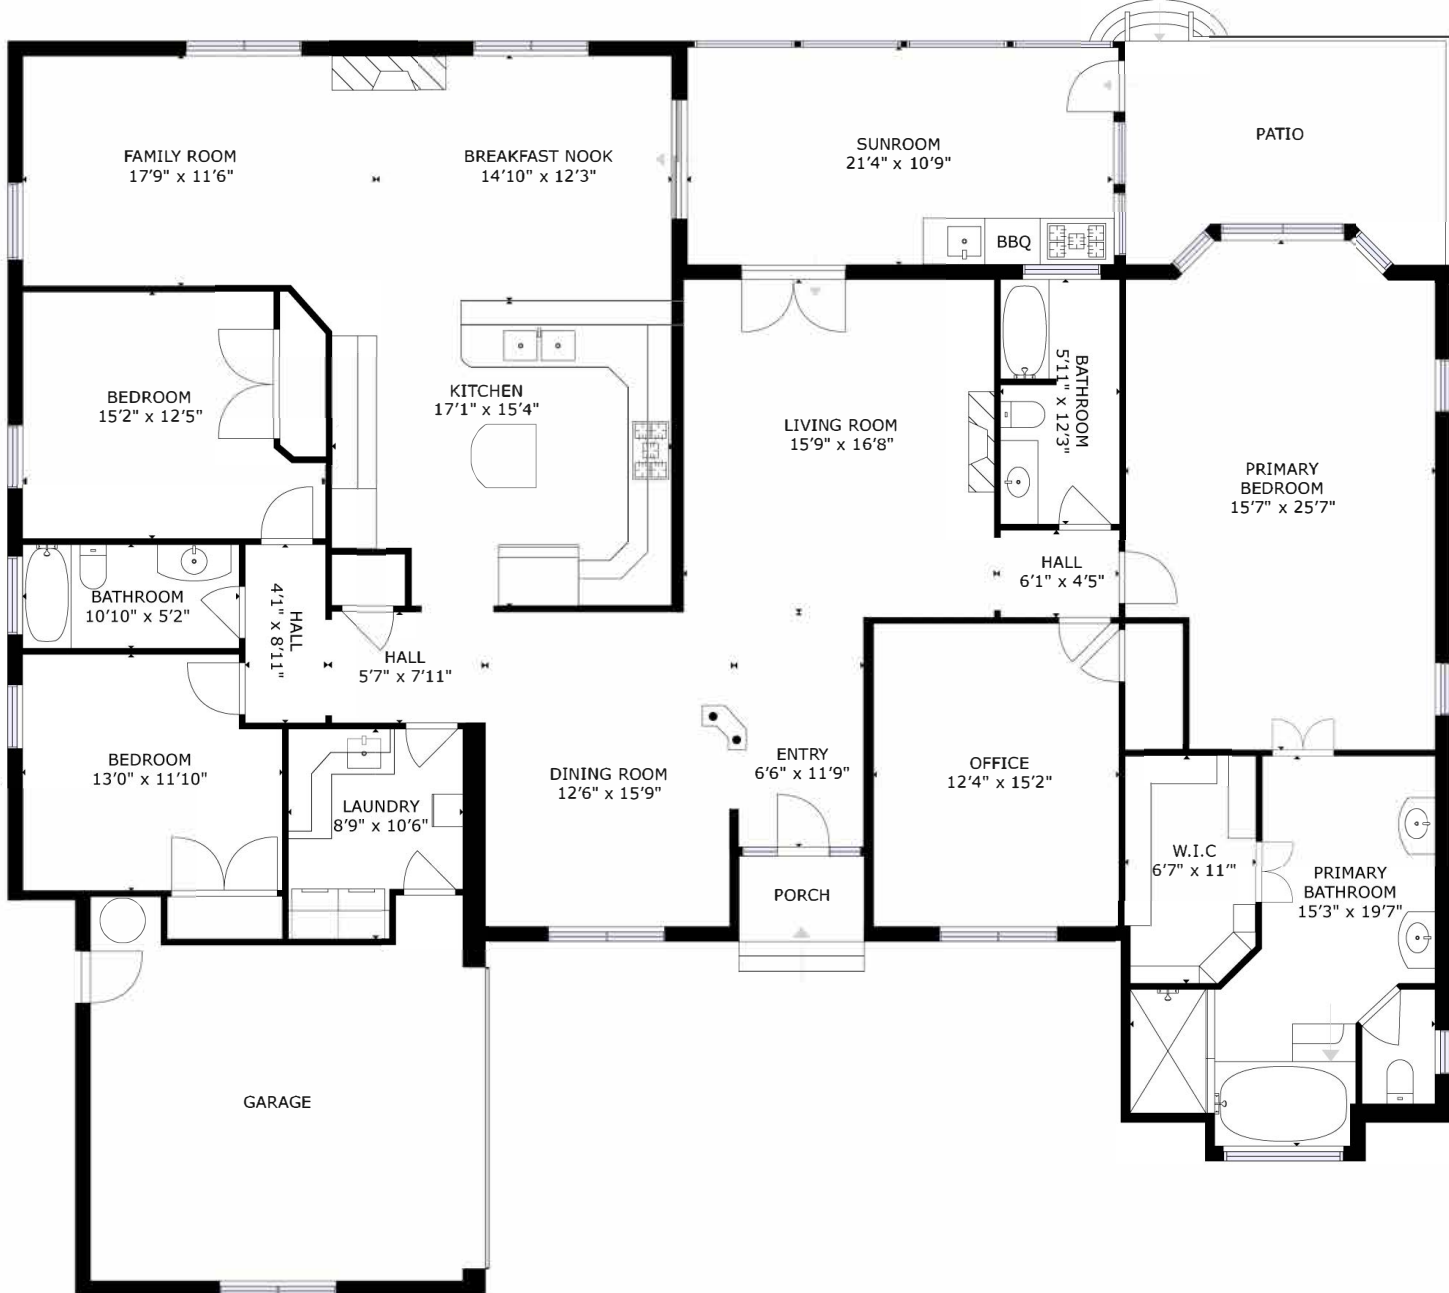 FAMILY ROOM
17'9" x 11'6"
BREAKFAST NOOK
14'10" x 12'3"
SUNROOM
21'4" x 10'9"
PATIO
BBQ
BEDROOM
15'2" x 12'5"
KITCHEN
17'1" x 15'4"
LIVING ROOM
15'9" x 16'8"
BATHROOM
5'11" x 12'3"
PRIMARY
BEDROOM
15'7" x 25'7"
BATHROOM
10'10" x 5'2"
HALL
4'1" x 8'11"
HALL
5'7" x 7'11"
HALL
6'1" x 4'5"
BEDROOM
13'0" x 11'10"
LAUNDRY
8'9" x 10'6"
DINING ROOM
12'6" x 15'9"
ENTRY
6'6" x 11'9"
OFFICE
12'4" x 15'2"
W.I.C
6'7" x 11'"
PRIMARY
BATHROOM
15'3" x 19'7"
PORCH
GARAGE